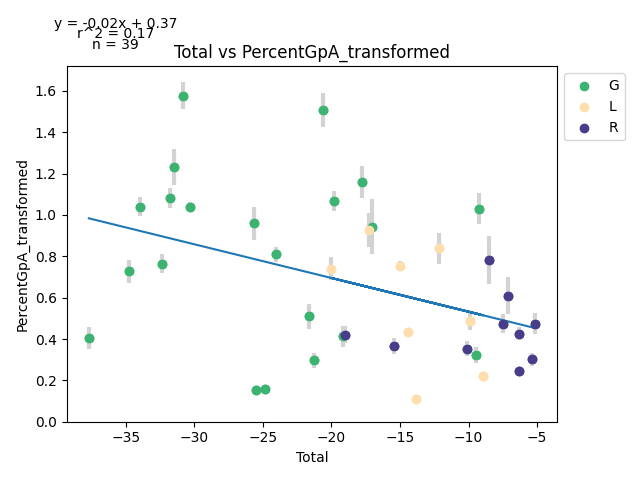 y = -0.02x + 0.37
r^2 = 0.17
n = 39
Total vs PercentGpA_transformed
G
L
R
PercentGpA_transformed
1.6
1.4
1.2
1.0
0.8
0.6
0.4
0.2
0.0
−35
−30
−25
−20
−15
−10
−5
Total